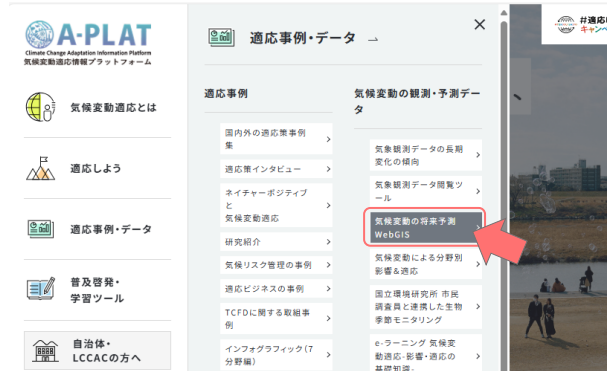 A-PLAT
Climate Change Adaptation Information Platform
気候変動適応情報プラットフォーム
気候変動適応とは
適応しよう
適応事例・データ
普及啓発・
学習ツール
自治体・
LCCACの方へ
適応事例・データ →
×
適応事例
国内外の適応策事例
集
適応策インタビュー
ネイチャーポジティブ
と
気候変動適応
研究紹介
気候リスク管理の事例
適応ビジネスの事例
TCFDに関する取組事
例
インフォグラフィック(7
分野編)
気候変動の観測・予測デー
タ
気象観測データの長期
変化の傾向
気象観測データ閲覧ツ
ール
気候変動の将来予測
WebGIS
気候変動による分野別
影響&適応
国立環境研究所 市民
調査員と連携した生物
季節モニタリング
e-ラーニング 気候変
動適応-影響・適応の
基礎知識-
#適応
キャンペ